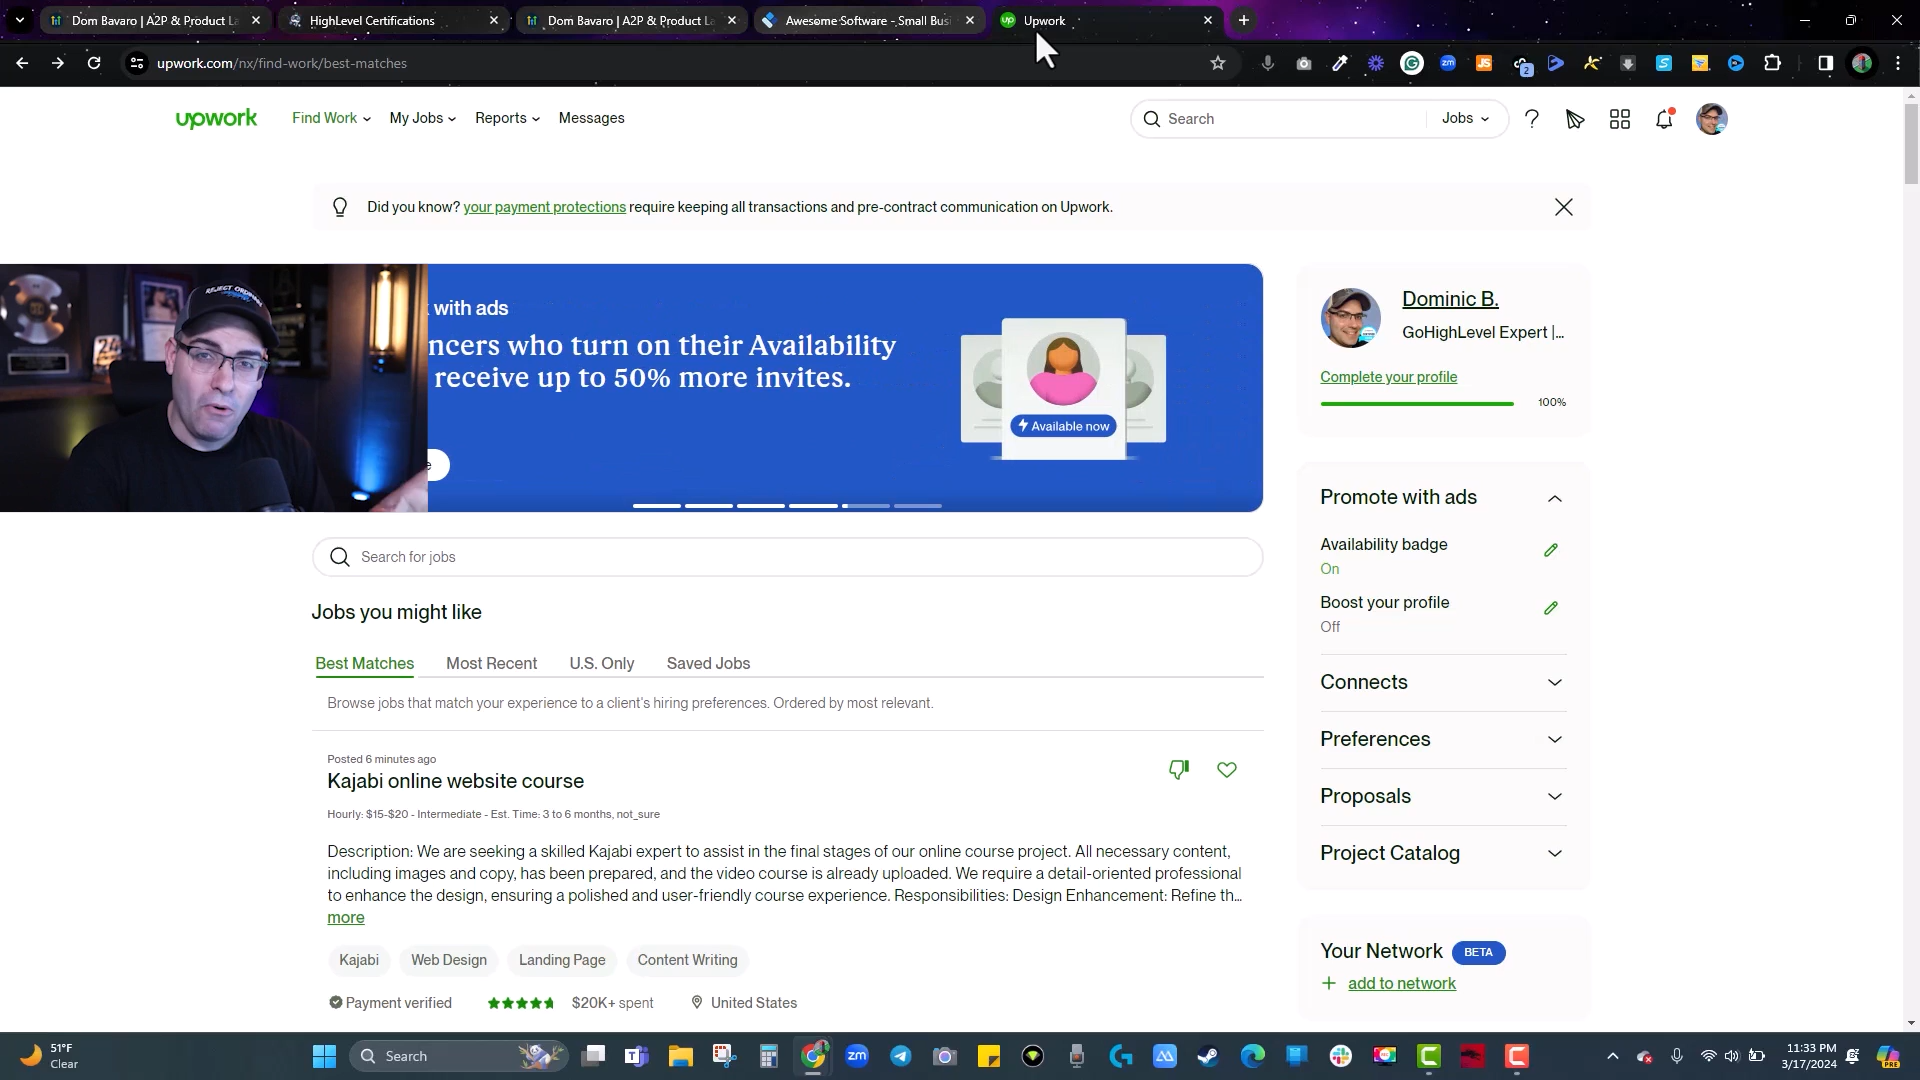 Dom Bavaro | A2P & Product La
HighLevel Certifications
Dom Bavaro | A2P & Product La
Awesome Software - Small Busi
Upwork
upwork.com/nx/find-work/best-matches
upwork
Find Work
My Jobs
Reports
Messages
Search
Jobs
Did you know? your payment protections require keeping all transactions and pre-contract communication on Upwork.
with ads
ncers who turn on their Availability
receive up to 50% more invites.
Available now
Dominic B.
GoHighLevel Expert |...
Complete your profile
100%
Promote with ads
Availability badge
On
Boost your profile
Off
Connects
Preferences
Proposals
Project Catalog
Your Network BETA
add to network
Search for jobs
Jobs you might like
Best Matches
Most Recent
U.S. Only
Saved Jobs
Browse jobs that match your experience to a client's hiring preferences. Ordered by most relevant.
Posted 6 minutes ago
Kajabi online website course
Hourly: $15-$20 - Intermediate - Est. Time: 3 to 6 months, not_sure
Description: We are seeking a skilled Kajabi expert to assist in the final stages of our online course project. All necessary content,
including images and copy, has been prepared, and the video course is already uploaded. We require a detail-oriented professional
to enhance the design, ensuring a polished and user-friendly course experience. Responsibilities: Design Enhancement: Refine th...
more
Kajabi
Web Design
Landing Page
Content Writing
Payment verified
$20K+ spent
United States
51°F
Clear
Search
11:33 PM
3/17/2024